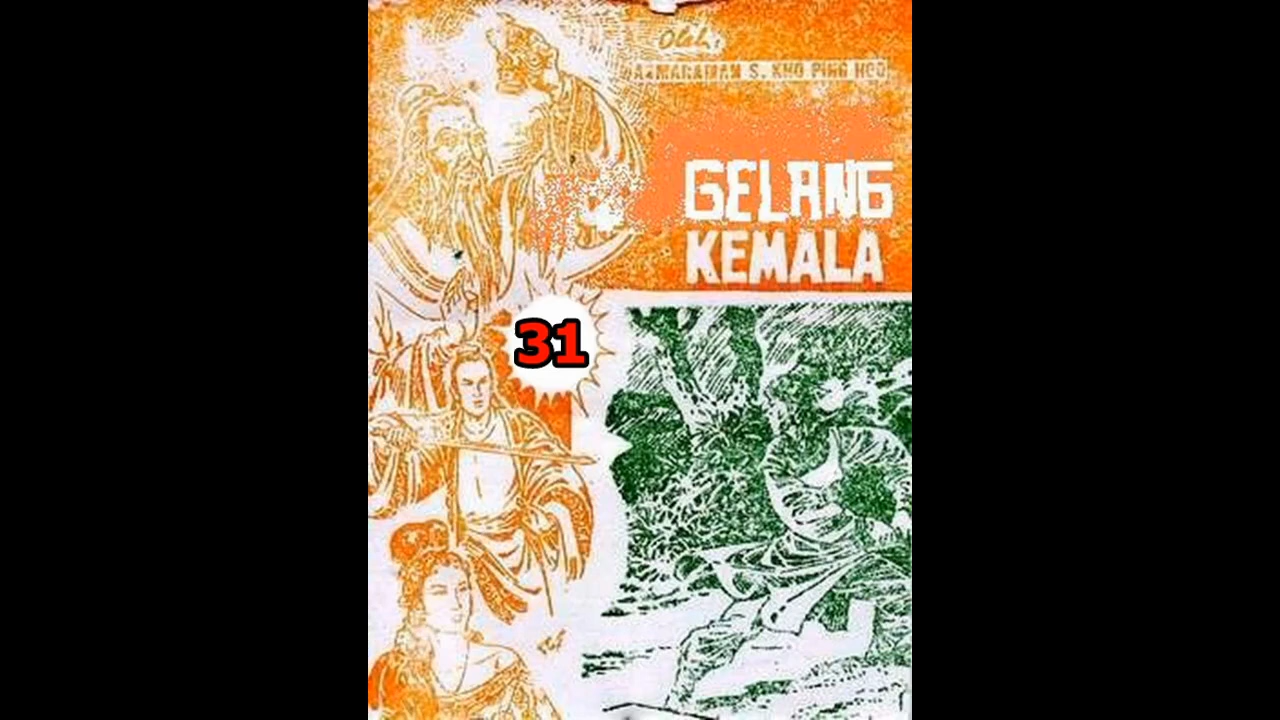 Oleh:
ASMARAMAN S. KHO PING HOO
GELANG
KEMALA
31